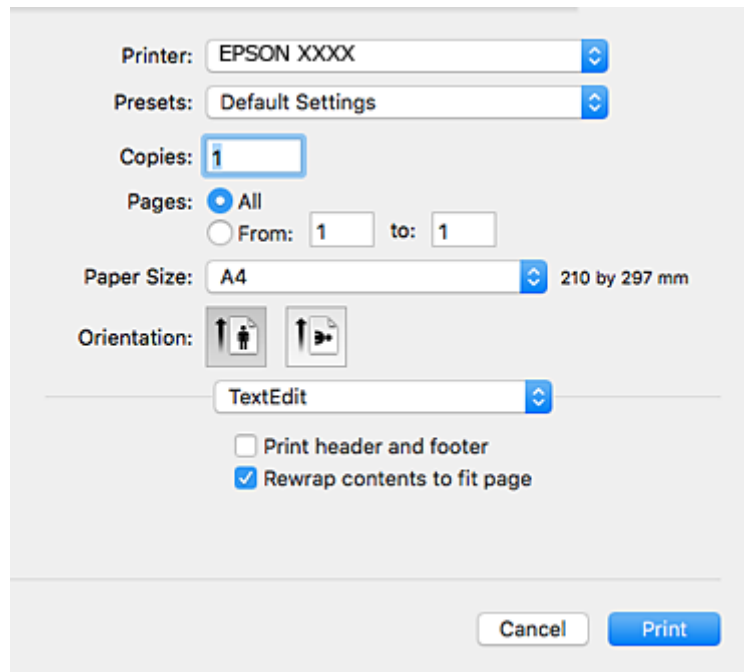 Printer: EPSON XXXX
Presets: Default Settings
Copies: 1
Pages: All
From: 1 to: 1
Paper Size: A4 210 by 297 mm
Orientation:
TextEdit
Print header and footer
Rewrap contents to fit page
Cancel Print